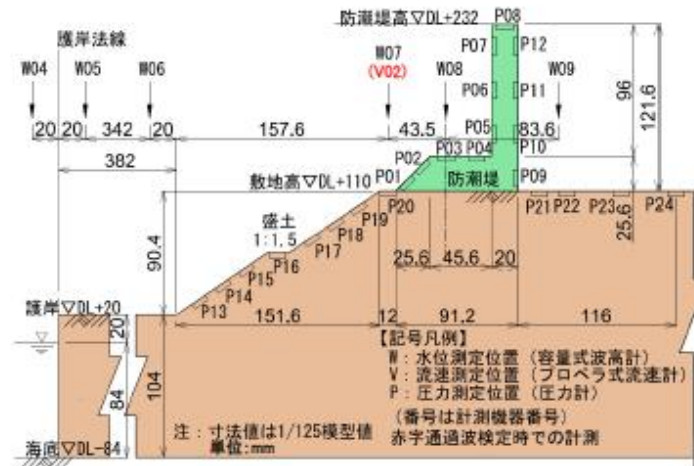 防潮堤高▽DL+232
P08
護岸法線
P07
P12
W04
W05
W06
W07
(V02)
W08
W09
P06
P11
96
121.6
20
20
342
20
157.6
43.5
83.6
P05
P10
382
P02
P03
P04
敷地高▽DL+110
P01
防潮堤
P09
盛土
1:1.5
P20
P21
P22
P23
P24
P19
P18
P17
P16
P15
P14
P13
25.6
45.6
20
25.6
90.4
護岸▽DL+20
151.6
12
91.2
116
20
84
104
【記号凡例】
W:水位測定位置(容量式波高計)
V:流速測定位置(プロペラ式流速計)
P:圧力測定位置(圧力計)
(番号は計測機器番号)
赤字通過波検定時での計測
注:寸法値は1/125模型値
単位:mm
海底▽DL-84